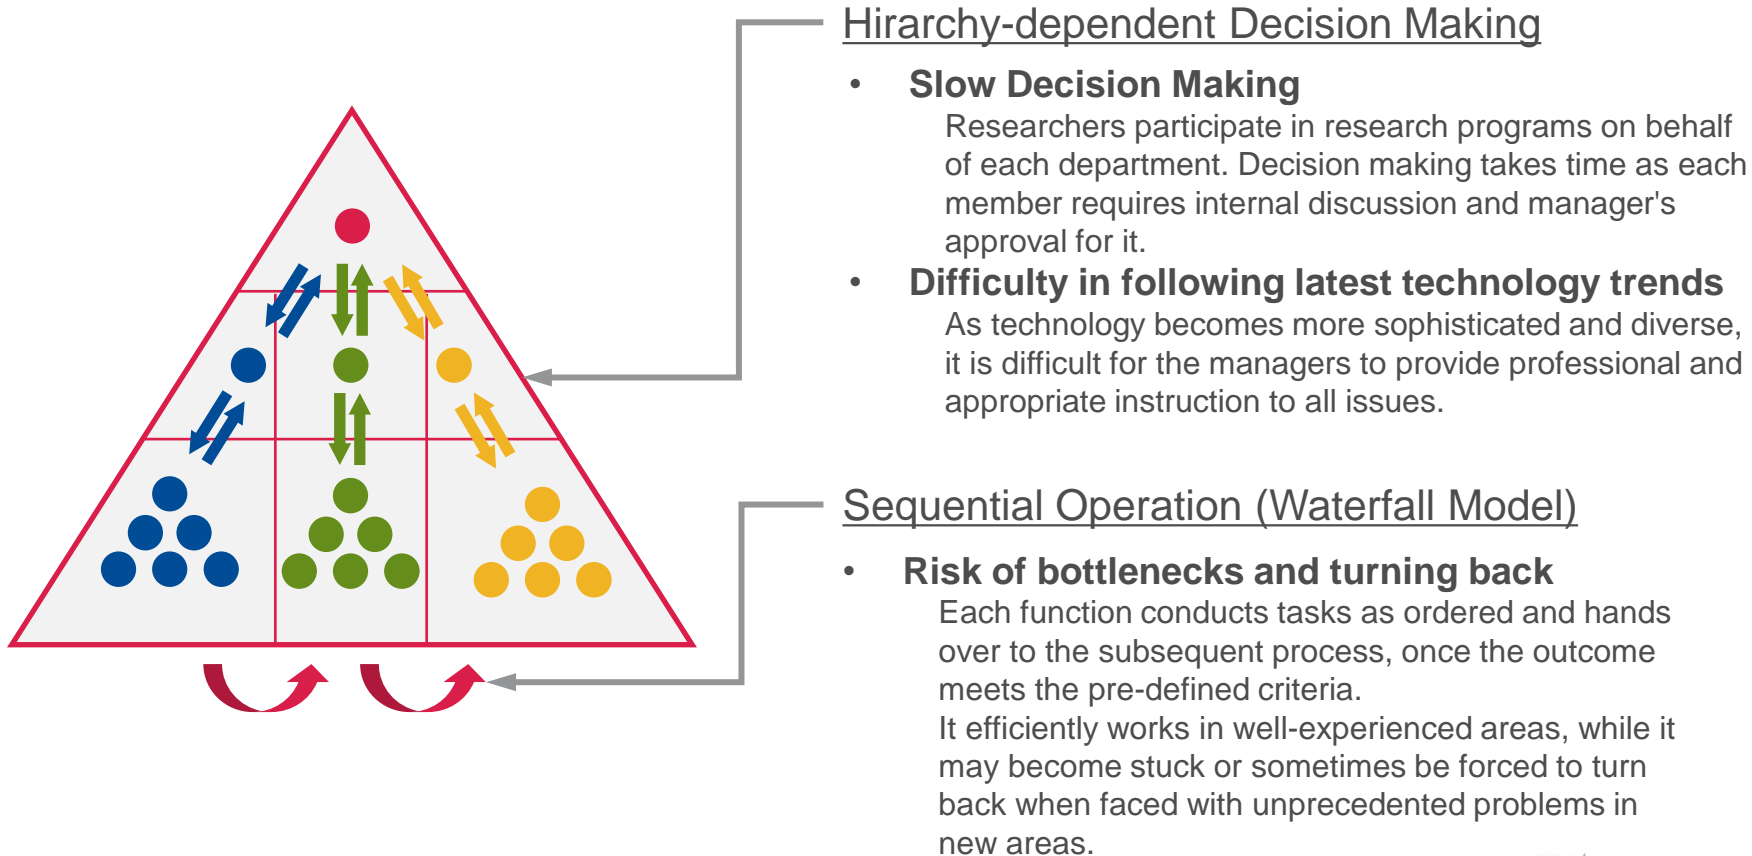 Hirarchy-dependent Decision Making
• Slow Decision Making
Researchers participate in research programs on behalf
of each department. Decision making takes time as each
member requires internal discussion and manager's
approval for it.
• Difficulty in following latest technology trends
As technology becomes more sophisticated and diverse,
it is difficult for the managers to provide professional and
appropriate instruction to all issues.
Sequential Operation (Waterfall Model)
• Risk of bottlenecks and turning back
Each function conducts tasks as ordered and hands
over to the subsequent process, once the outcome
meets the pre-defined criteria.
It efficiently works in well-experienced areas, while it
may become stuck or sometimes be forced to turn
back when faced with unprecedented problems in
new areas.